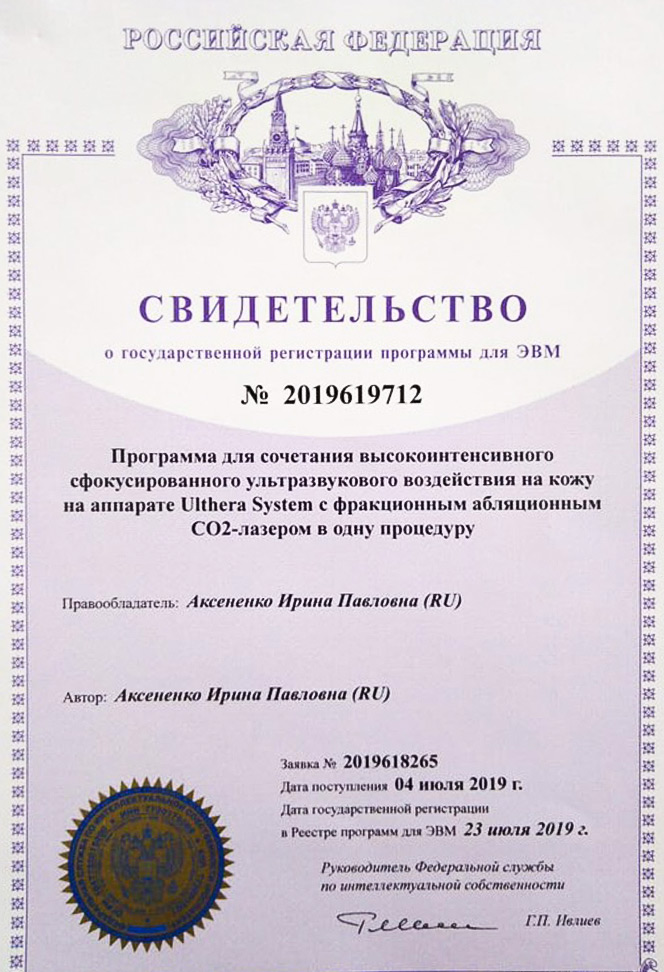 РОССИЙСКАЯ ФЕДЕРАЦИЯ
СВИДЕТЕЛЬСТВО
о государственной регистрации программы для ЭВМ
№ 2019619712
Программа для сочетания высокоинтенсивного
сфокусированного ультразвукового воздействия на кожу
на аппарате Ulthera System с фракционным абляционным
CO2-лазером в одну процедуру
Правообладатель: Аксененко Ирина Павловна (RU)
Автор: Аксененко Ирина Павловна (RU)
Заявка № 2019618265
Дата поступления 04 июля 2019 г.
Дата государственной регистрации
в Реестре программ для ЭВМ 23 июля 2019 г.
Руководитель Федеральной службы
по интеллектуальной собственности
Г.П. Ивлиев